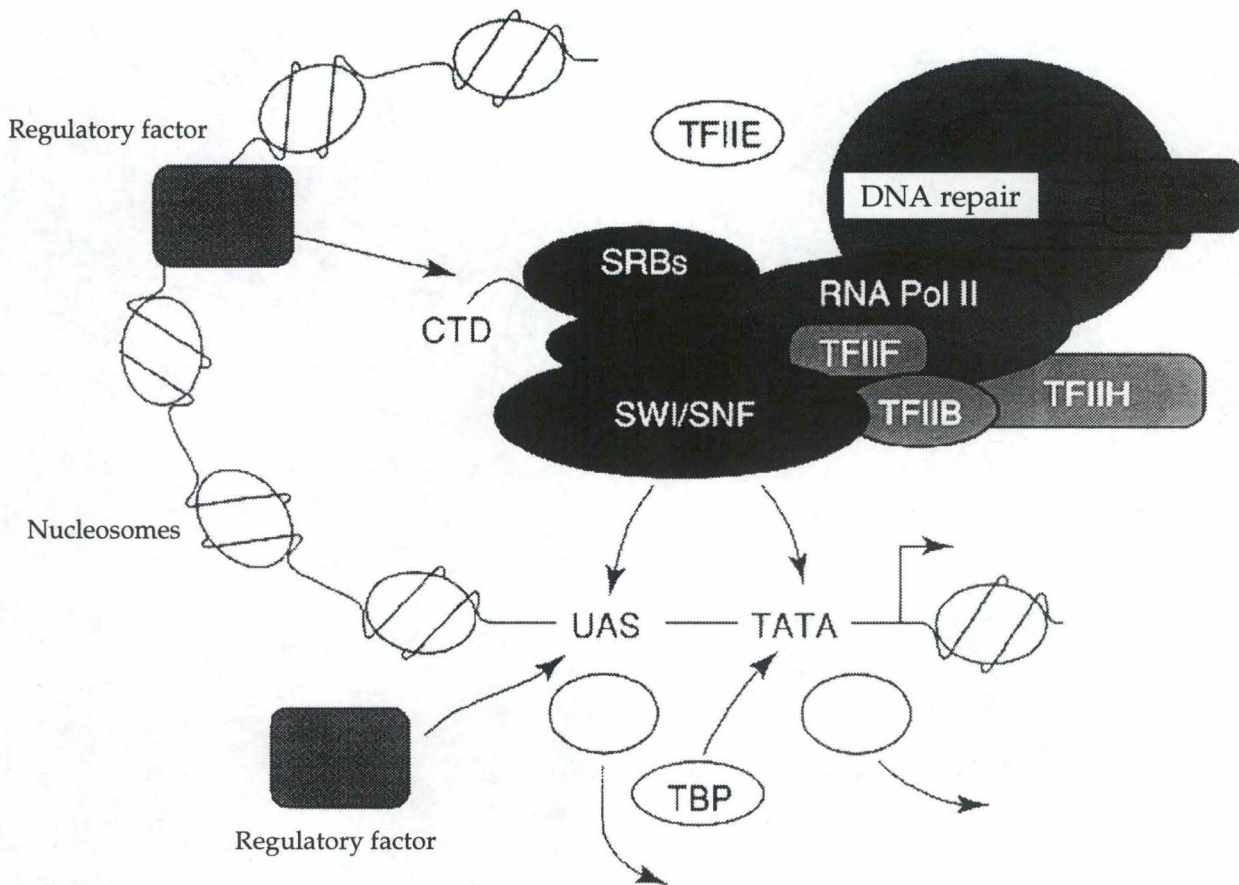 Regulatory factor
TFIIE
DNA repair
SRBs
RNA Pol II
CTD
TFIIF
SWI/SNF
TFIIB
TFIIH
Nucleosomes
UAS
TATA
TBP
Regulatory factor